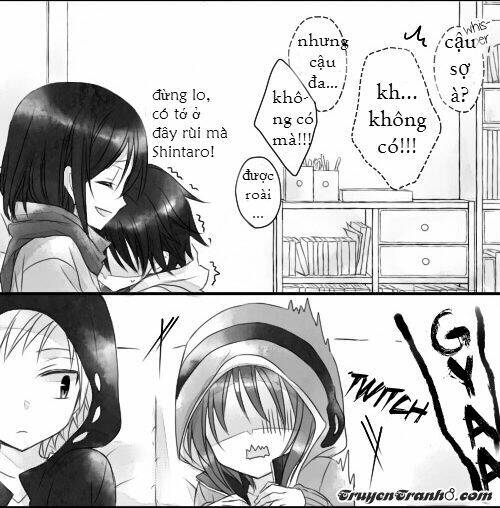 whis-
per
cậu
sợ
à?
kh...
không
có!!!
nhưng
cậu
đa...
khô-
ng có
mà!!!
được
roài
...
đừng lo,
có tớ ở
đây rùi mà
Shintaro!
GYAA
TWITCH
TruyenTranh8.com